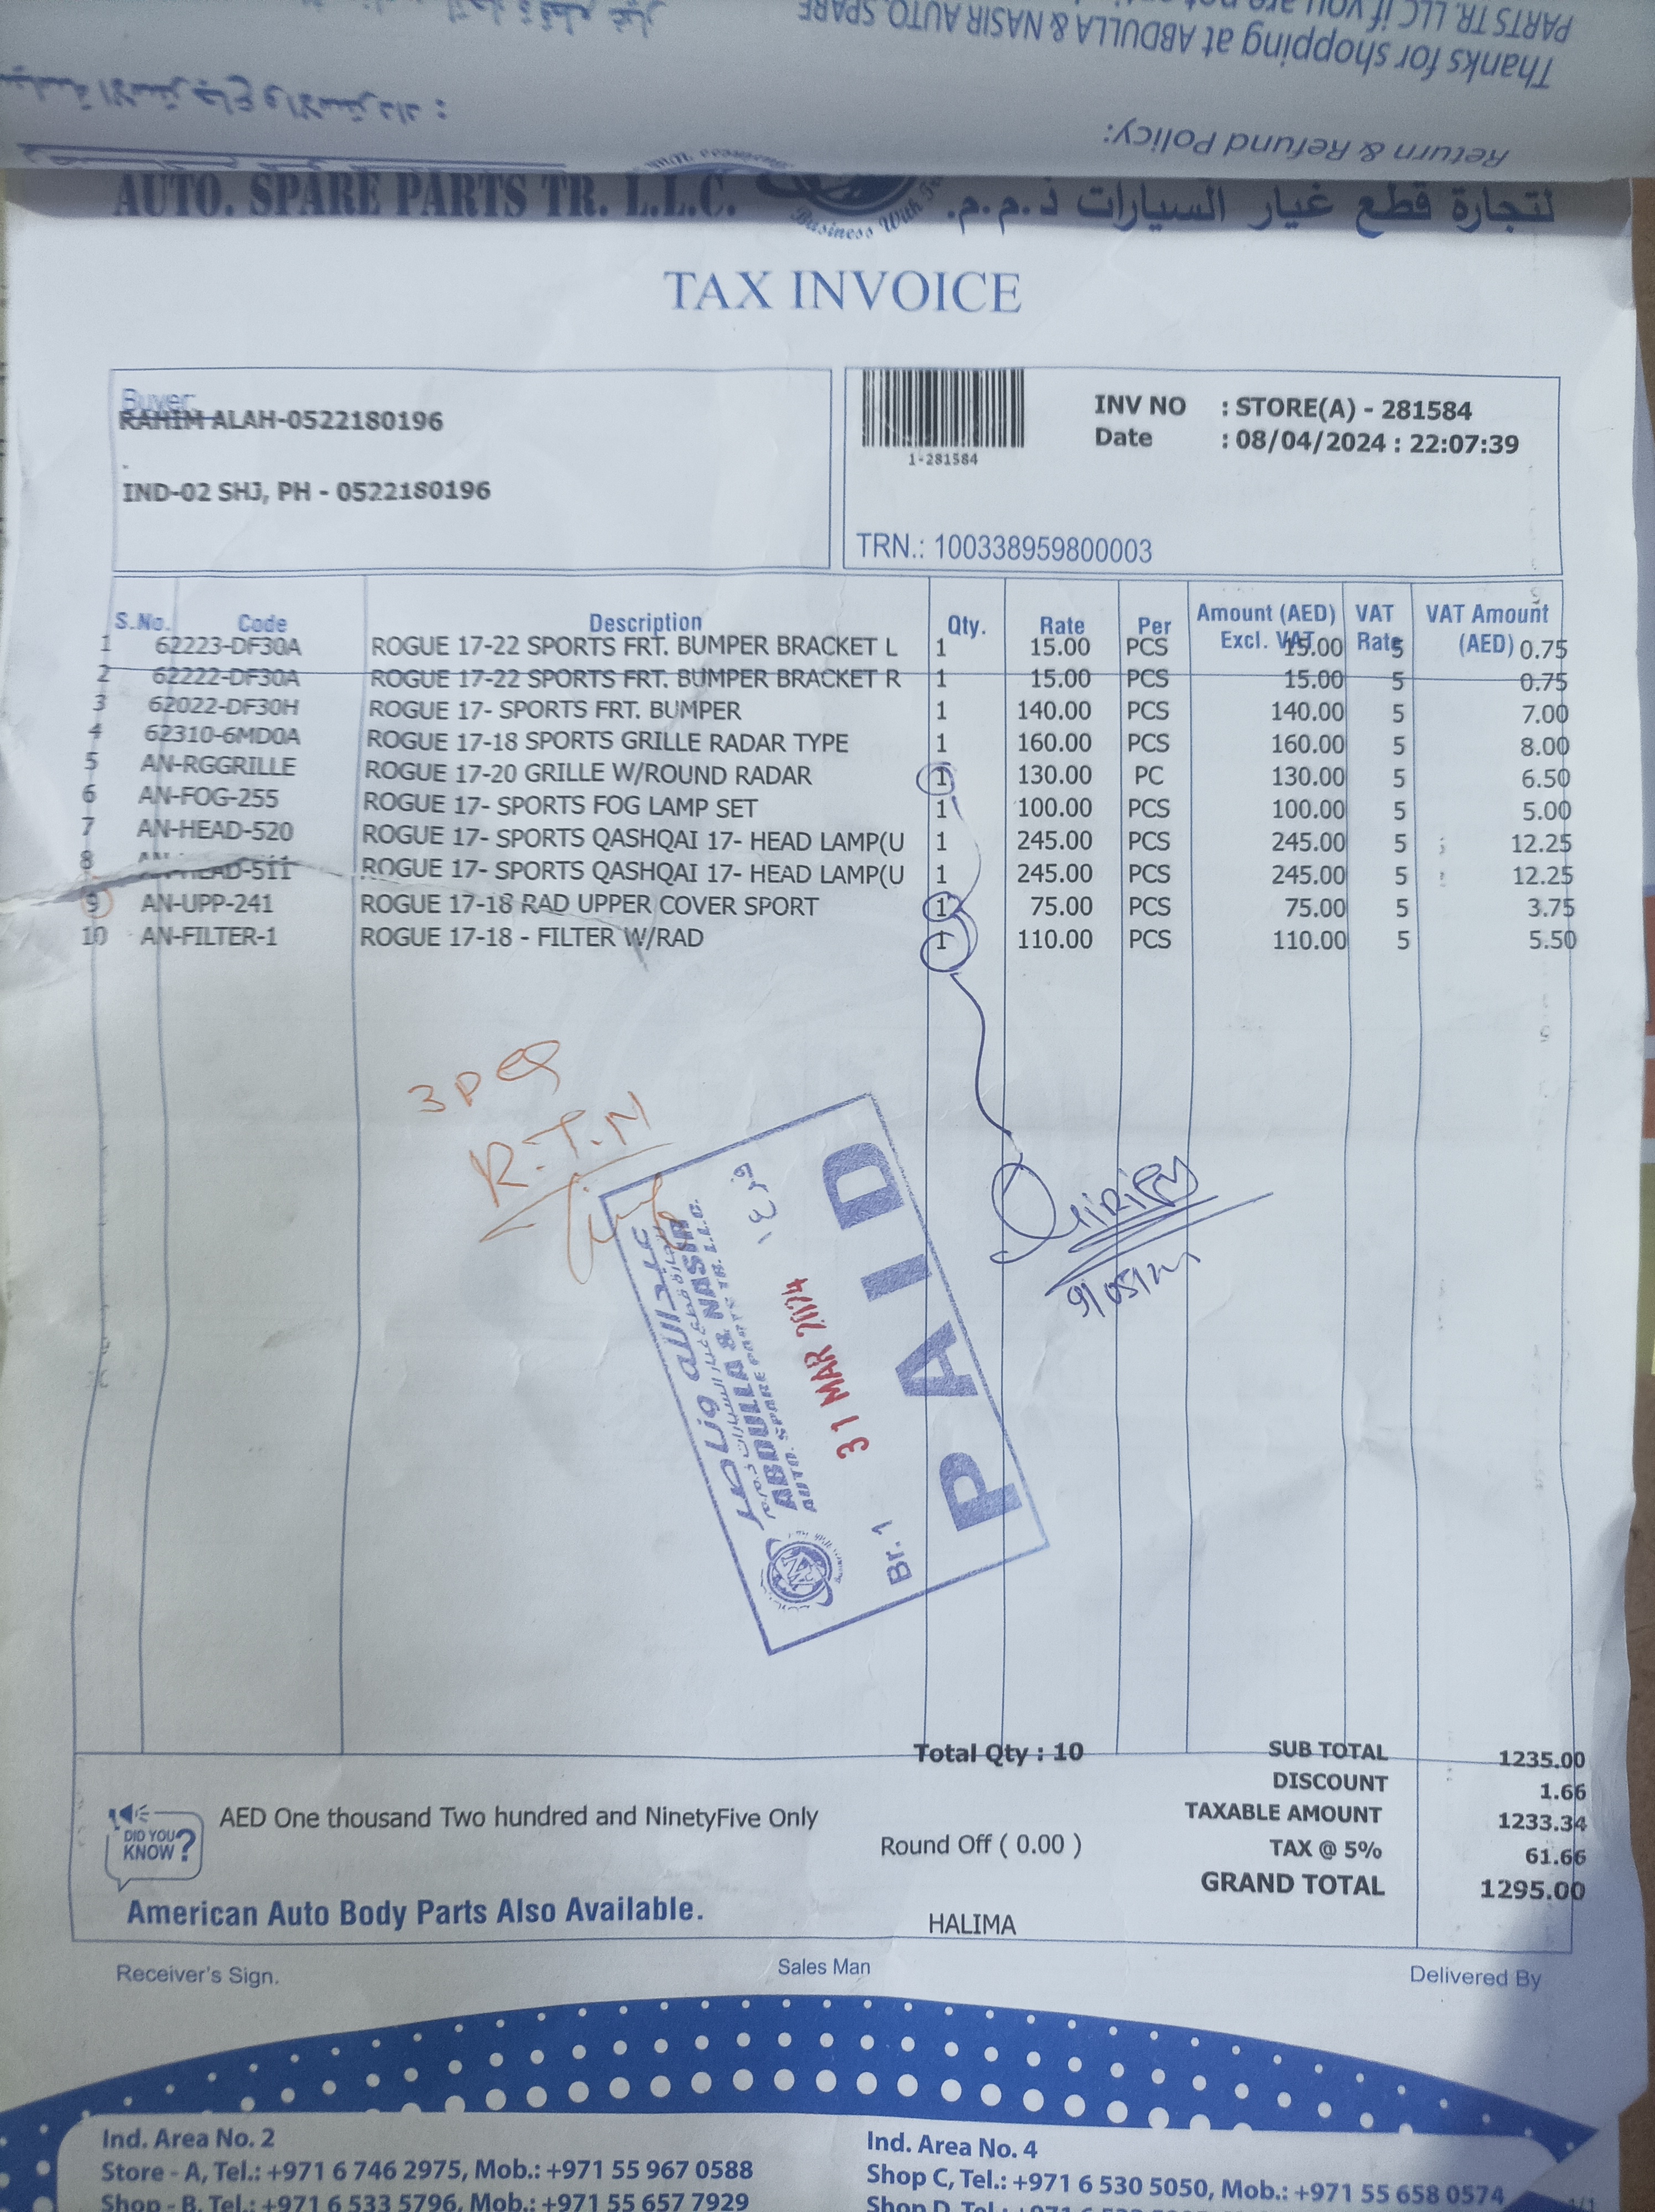 Thanks for shopping at ABDULLA & NASIR AUTO. SPARE
PARTS TR. LLC if you are not
Return & Refund Policy:
سياسة الاسترجاع والاسترداد :
AUTO. SPARE PARTS TR. L.L.C.
لتجارة قطع غيار السيارات ذ.م.م.
Business With
TAX INVOICE
Buyer:
RAHIM ALAH-0522180196
.
IND-02 SHJ, PH - 0522180196
1-281584
INV NO : STORE(A) - 281584
Date : 08/04/2024 : 22:07:39
TRN.: 100338959800003
S.No. Code Description Qty. Rate Per Amount (AED) Excl. VAT VAT Rate VAT Amount (AED)
1 62223-DF30A ROGUE 17-22 SPORTS FRT. BUMPER BRACKET L 1 15.00 PCS 15.00 5 0.75
2 62222-DF30A ROGUE 17-22 SPORTS FRT. BUMPER BRACKET R 1 15.00 PCS 15.00 5 0.75
3 62022-DF30H ROGUE 17- SPORTS FRT. BUMPER 1 140.00 PCS 140.00 5 7.00
4 62310-6MD0A ROGUE 17-18 SPORTS GRILLE RADAR TYPE 1 160.00 PCS 160.00 5 8.00
5 AN-RGGRILLE ROGUE 17-20 GRILLE W/ROUND RADAR 1 130.00 PC 130.00 5 6.50
6 AN-FOG-255 ROGUE 17- SPORTS FOG LAMP SET 1 100.00 PCS 100.00 5 5.00
7 AN-HEAD-520 ROGUE 17- SPORTS QASHQAI 17- HEAD LAMP(U 1 245.00 PCS 245.00 5 12.25
8 AN-HEAD-511 ROGUE 17- SPORTS QASHQAI 17- HEAD LAMP(U 1 245.00 PCS 245.00 5 12.25
9 AN-UPP-241 ROGUE 17-18 RAD UPPER COVER SPORT 1 75.00 PCS 75.00 5 3.75
10 AN-FILTER-1 ROGUE 17-18 - FILTER W/RAD 1 110.00 PCS 110.00 5 5.50
3 pcs
R.T.N
عبدالله وناصر
لتجارة قطع غيار السيارات ذ.م.م
ABDULLA & NASIR
AUTO. SPARE PARTS TR. L.L.C.
31 MAR 2024
Br. 1
PAID
Total Qty : 10
SUB TOTAL 1235.00
DISCOUNT 1.66
TAXABLE AMOUNT 1233.34
TAX @ 5% 61.66
GRAND TOTAL 1295.00
DID YOU KNOW ?
AED One thousand Two hundred and NinetyFive Only
Round Off ( 0.00 )
American Auto Body Parts Also Available.
HALIMA
Receiver's Sign.
Sales Man
Delivered By
Ind. Area No. 2
Store - A, Tel.: +971 6 746 2975, Mob.: +971 55 967 0588
Shop - B, Tel.: +971 6 533 5796, Mob.: +971 55 657 7929
Ind. Area No. 4
Shop C, Tel.: +971 6 530 5050, Mob.: +971 55 658 0574
1/1